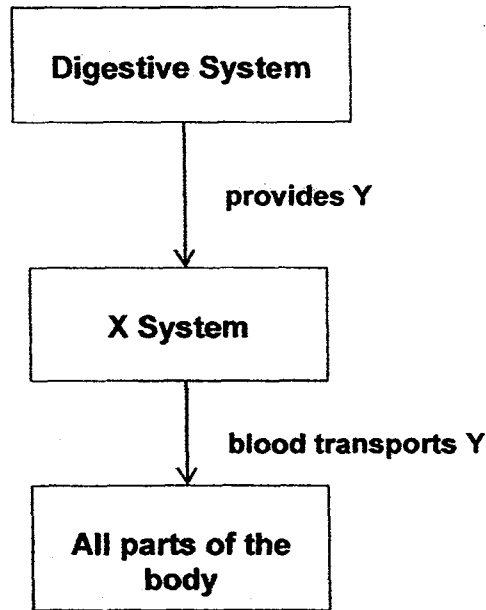 Digestive System
provides Y
X System
blood transports Y
All parts of the
body